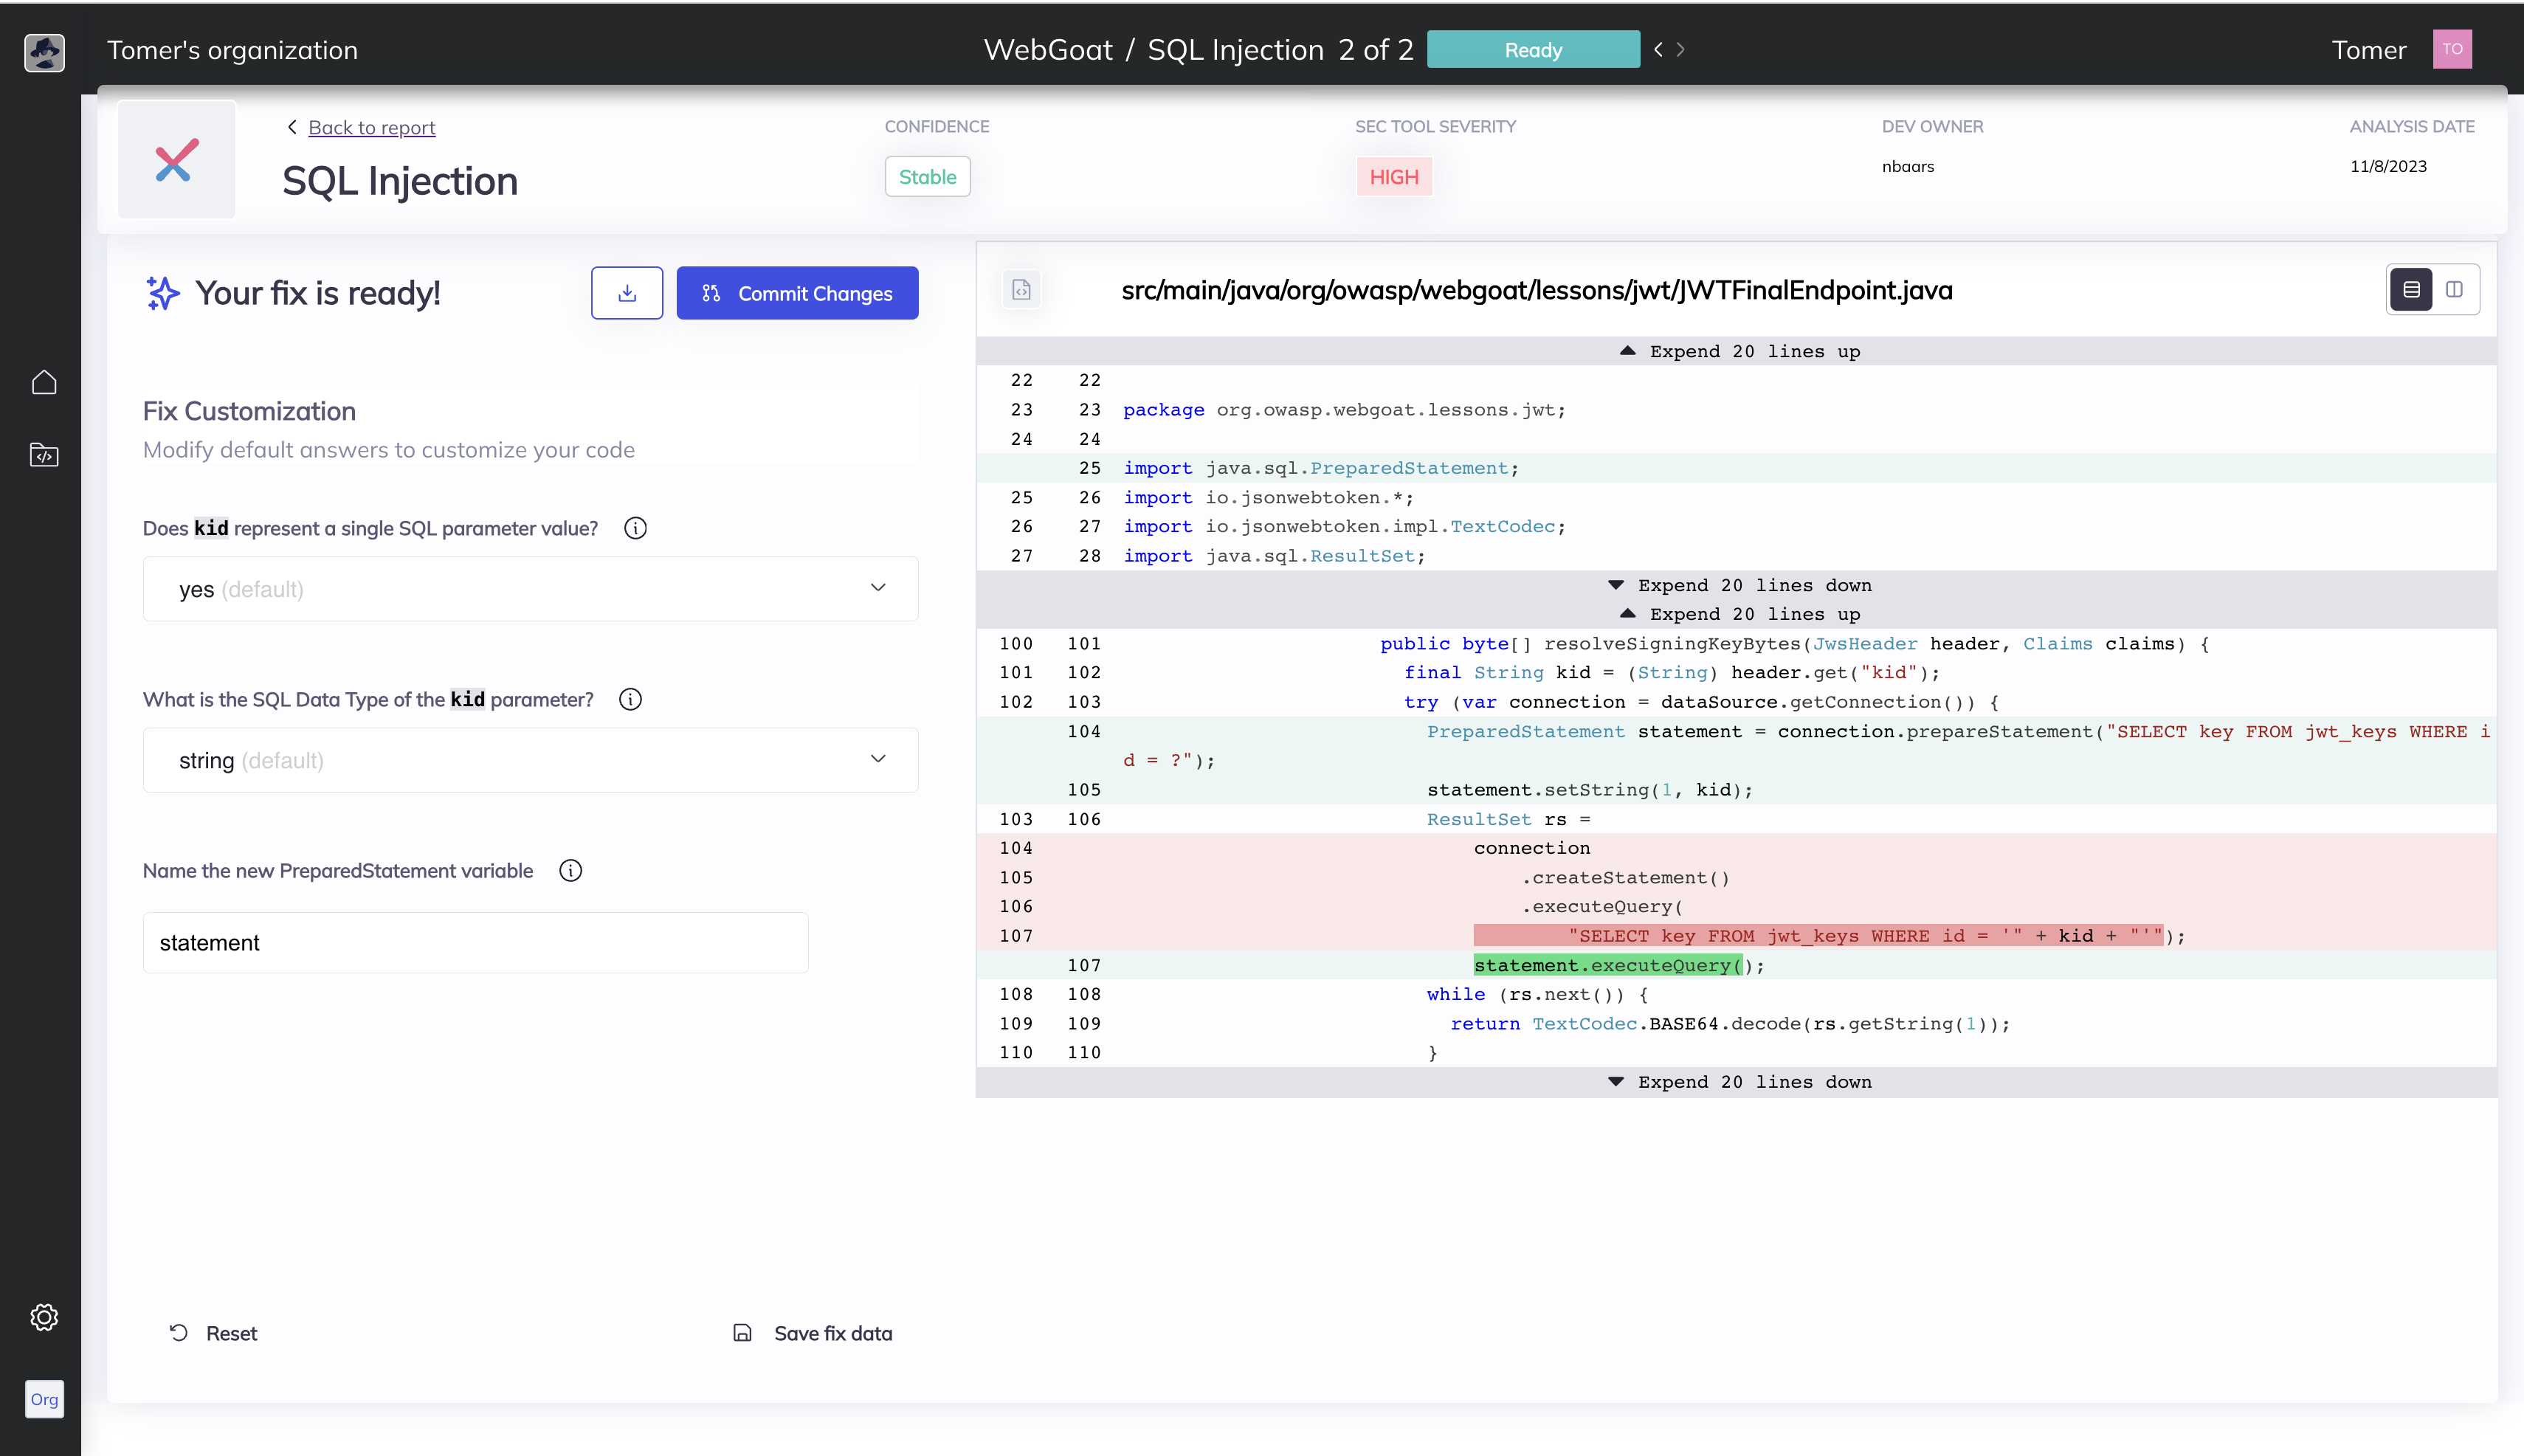 Tomer's organization
WebGoat / SQL Injection 2 of 2 Ready
Tomer TO
Back to report
SQL Injection
CONFIDENCE
Stable
SEC TOOL SEVERITY
HIGH
DEV OWNER
nbaars
ANALYSIS DATE
11/8/2023
Your fix is ready!
Commit Changes
Fix Customization
Modify default answers to customize your code
Does kid represent a single SQL parameter value?
yes (default)
What is the SQL Data Type of the kid parameter?
string (default)
Name the new PreparedStatement variable
statement
Reset
Save fix data
Org
src/main/java/org/owasp/webgoat/lessons/jwt/JWTFinalEndpoint.java
Expend 20 lines up
22 22
23 23 package org.owasp.webgoat.lessons.jwt;
24 24
25 import java.sql.PreparedStatement;
25 26 import io.jsonwebtoken.*;
26 27 import io.jsonwebtoken.impl.TextCodec;
27 28 import java.sql.ResultSet;
Expend 20 lines down
Expend 20 lines up
100 101 public byte[] resolveSigningKeyBytes(JwsHeader header, Claims claims) {
101 102 final String kid = (String) header.get("kid");
102 103 try (var connection = dataSource.getConnection()) {
104 PreparedStatement statement = connection.prepareStatement("SELECT key FROM jwt_keys WHERE i
d = ?");
105 statement.setString(1, kid);
103 106 ResultSet rs =
104 connection
105 .createStatement()
106 .executeQuery(
107 "SELECT key FROM jwt_keys WHERE id = '" + kid + "'");
107 statement.executeQuery();
108 108 while (rs.next()) {
109 109 return TextCodec.BASE64.decode(rs.getString(1));
110 110 }
Expend 20 lines down